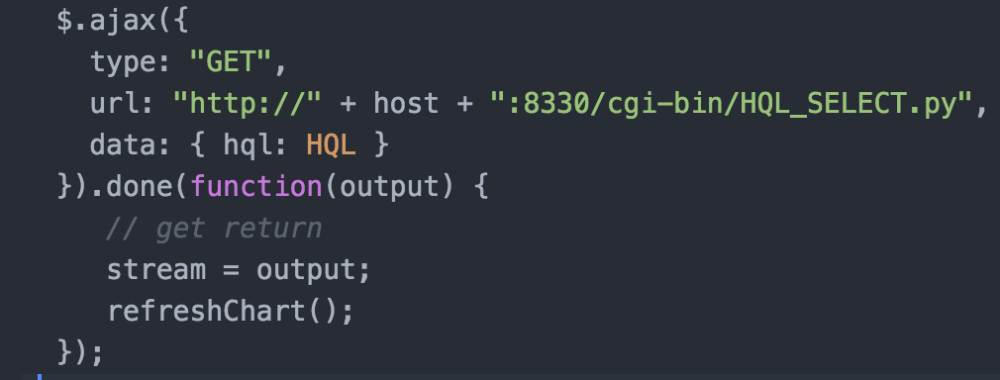 $.ajax({
  type: "GET",
  url: "http://" + host + ":8330/cgi-bin/HQL_SELECT.py",
  data: { hql: HQL }
}).done(function(output) {
   // get return
   stream = output;
   refreshChart();
});